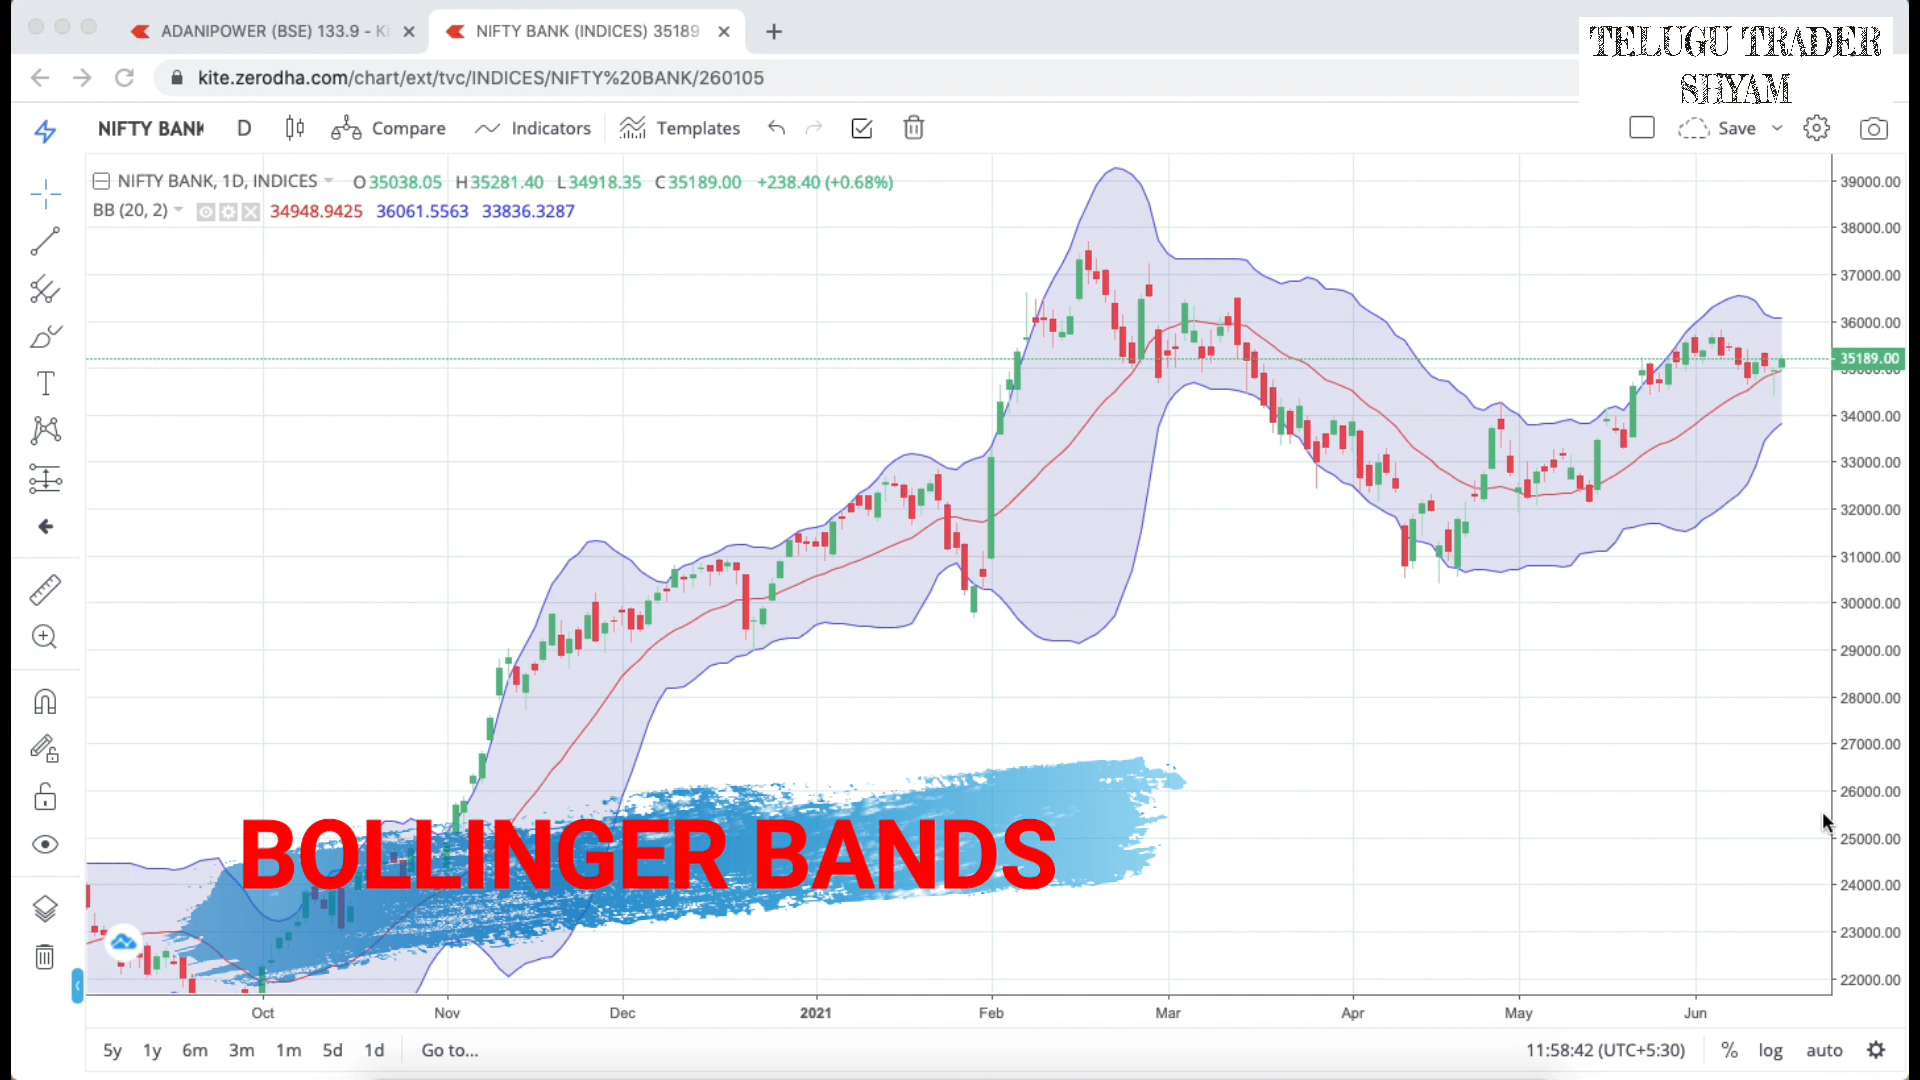 ADANIPOWER (BSE) 133.9 - Ki
NIFTY BANK (INDICES) 35189
TELUGU TRADER
SHYAM
kite.zerodha.com/chart/ext/tvc/INDICES/NIFTY%20BANK/260105
NIFTY BANK D Compare Indicators Templates Save
NIFTY BANK, 1D, INDICES O35038.05 H35281.40 L34918.35 C35189.00 +238.40 (+0.68%)
BB (20, 2) 34948.9425 36061.5563 33836.3287
39000.00
38000.00
37000.00
36000.00
35189.00
35000.00
34000.00
33000.00
32000.00
31000.00
30000.00
29000.00
28000.00
27000.00
26000.00
25000.00
24000.00
23000.00
22000.00
BOLLINGER BANDS
Oct Nov Dec 2021 Feb Mar Apr May Jun
5y 1y 6m 3m 1m 5d 1d Go to... 11:58:42 (UTC+5:30) % log auto